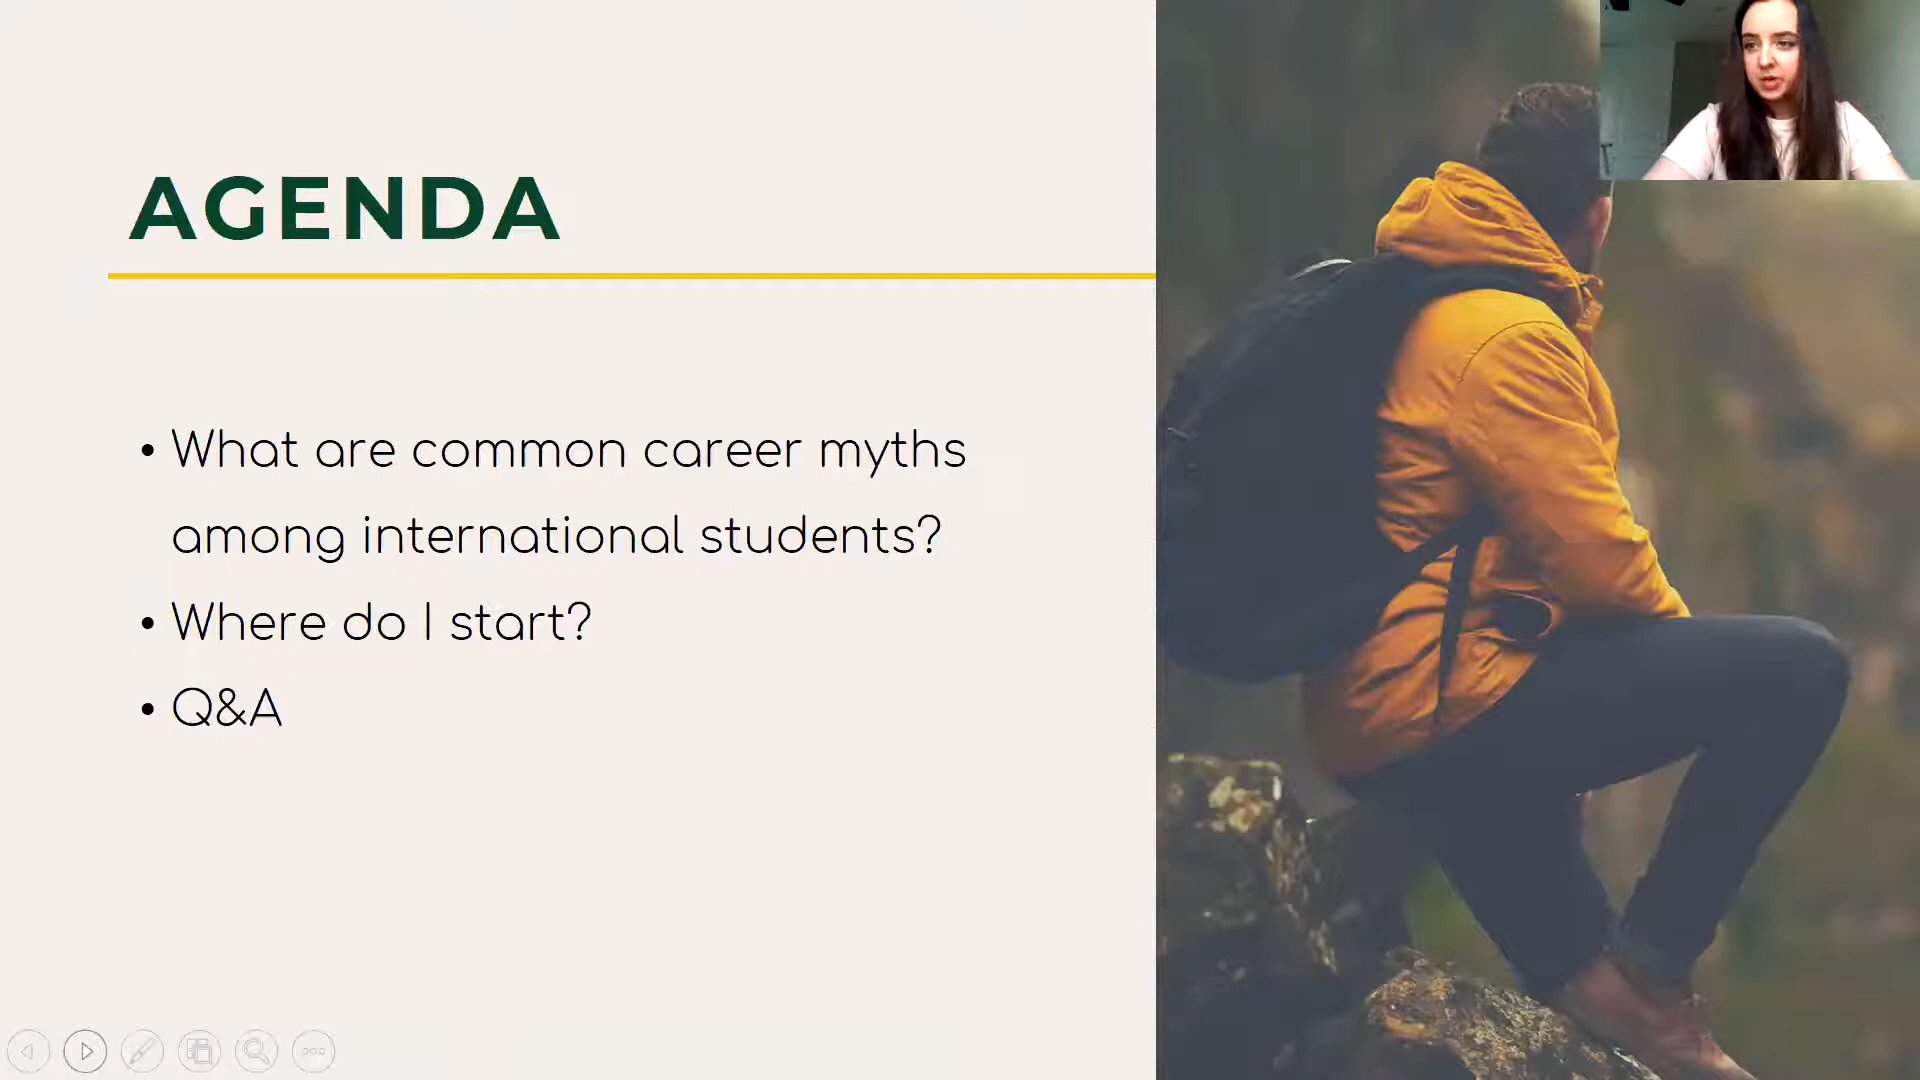 AGENDA
• What are common career myths
among international students?
• Where do I start?
• Q&A